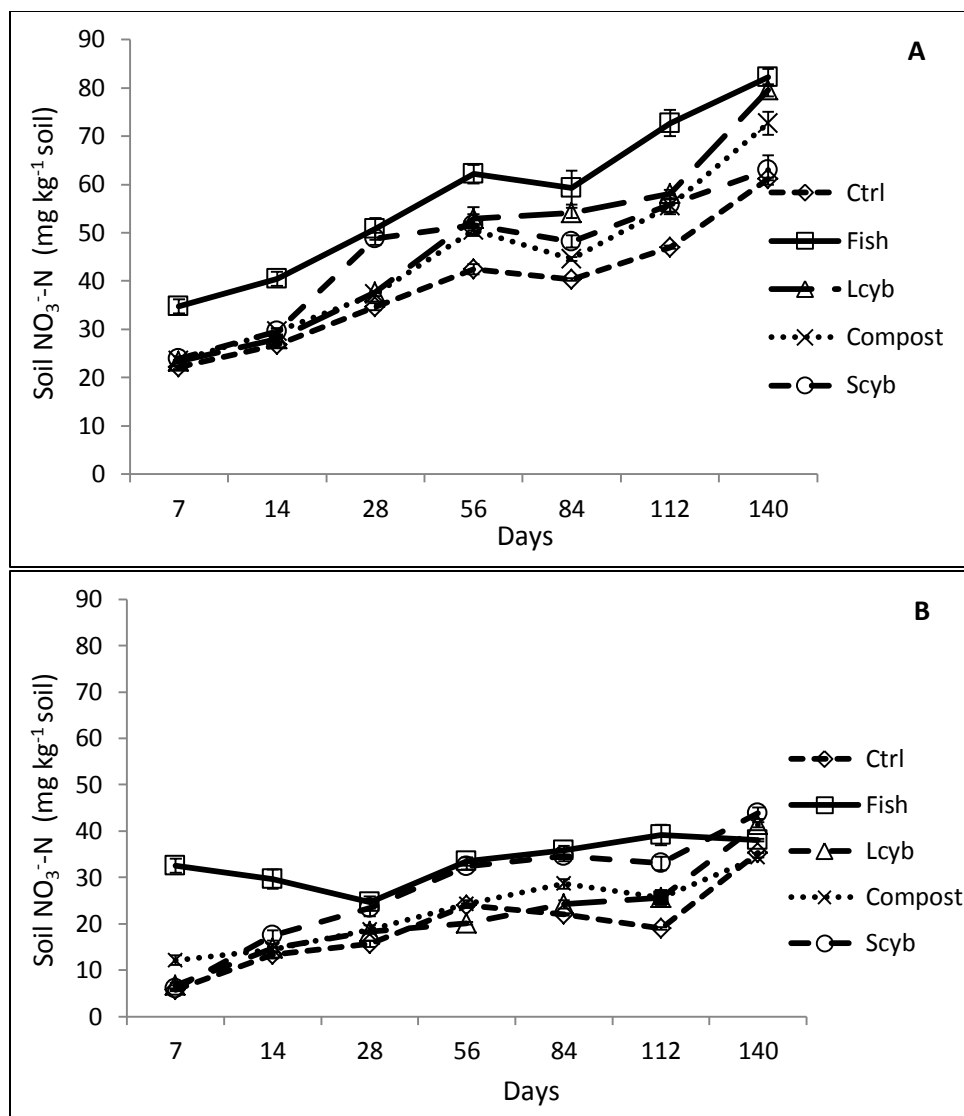 A
Soil NO₃⁻-N (mg kg⁻¹ soil)
90
80
70
60
50
40
30
20
10
0
7 14 28 56 84 112 140
Days
Ctrl
Fish
Lcyb
Compost
Scyb
B
Soil NO₃⁻-N (mg kg⁻¹ soil)
90
80
70
60
50
40
30
20
10
0
7 14 28 56 84 112 140
Days
Ctrl
Fish
Lcyb
Compost
Scyb